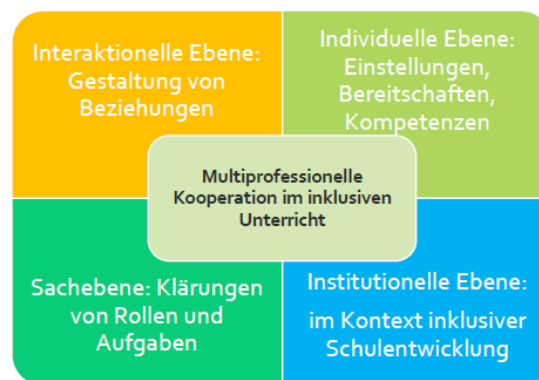 Interaktionelle Ebene:
Gestaltung von
Beziehungen
Individuelle Ebene:
Einstellungen,
Bereitschaften,
Kompetenzen
Multiprofessionelle
Kooperation im inklusiven
Unterricht
Sachebene: Klärungen
von Rollen und
Aufgaben
Institutionelle Ebene:
im Kontext inklusiver
Schulentwicklung